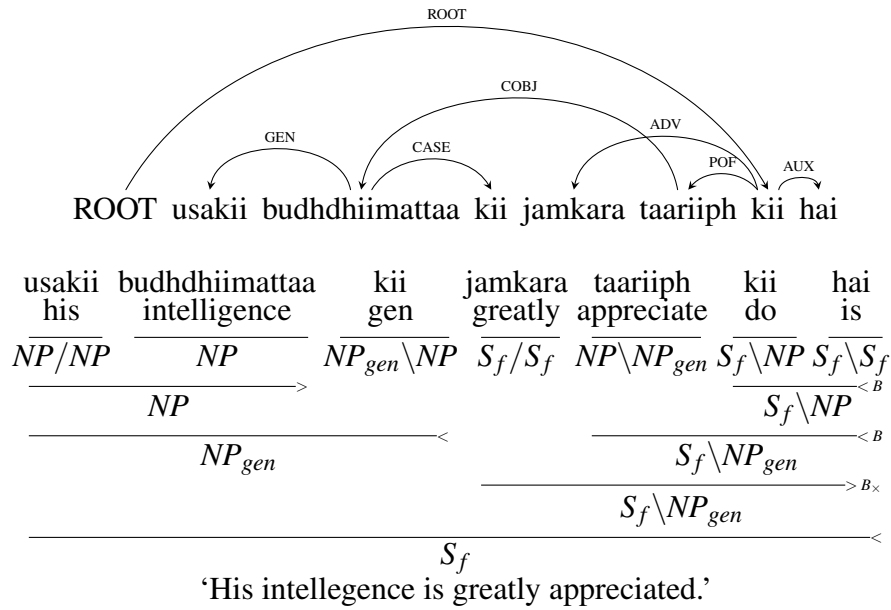 ROOT
COBJ
GEN CASE ADV
POF AUX
ROOT usakii budhdhiimattaa kii jamkara taariiph kii hai
usakii budhdhiimattaa kii jamkara taariiph kii hai
his intelligence gen greatly appreciate do is
NP/NP NP NP_gen\NP S_f/S_f NP\NP_gen S_f\NP S_f\S_f
> <B
NP S_f\NP
< <B
NP_gen S_f\NP_gen
>B×
S_f\NP_gen
<
S_f
‘His intellegence is greatly appreciated.’